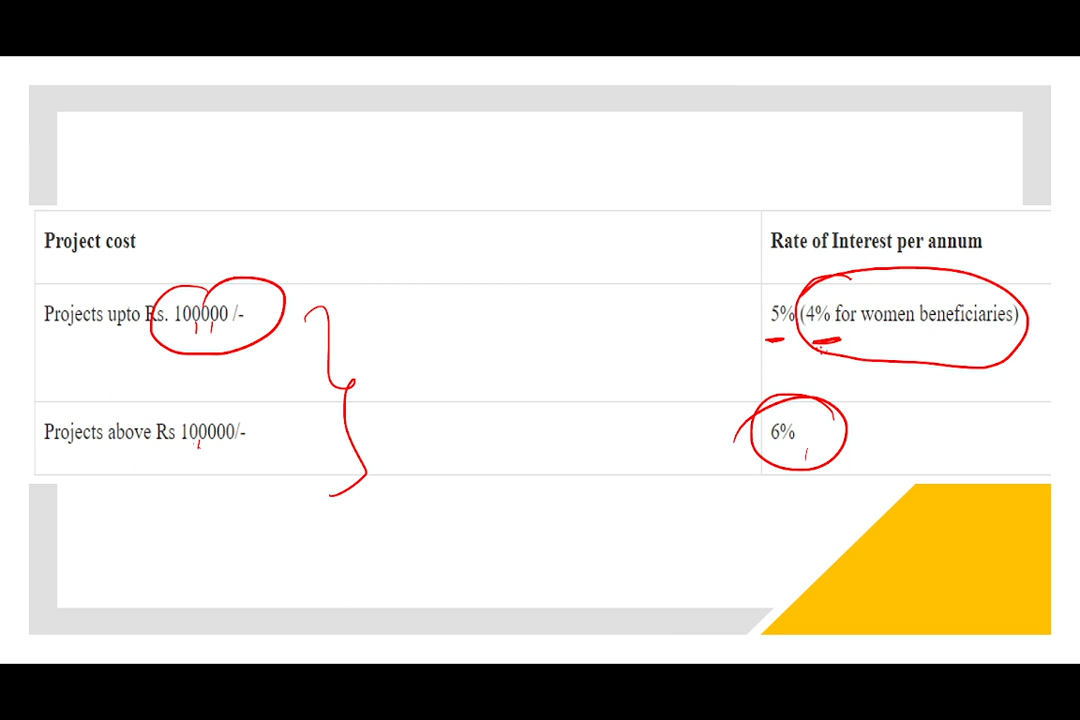 Project cost
Rate of Interest per annum
Projects upto Rs. 100000 /-
5% (4% for women beneficiaries)
Projects above Rs 100000/-
6%